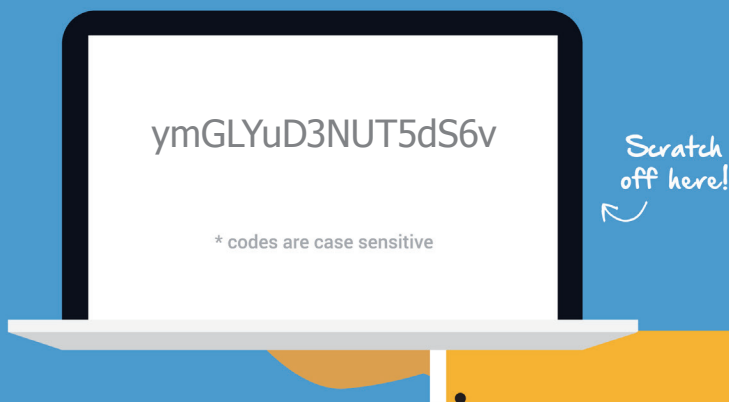 ymGLYuD3NUT5dS6v
Scratch
off here!
* codes are case sensitive